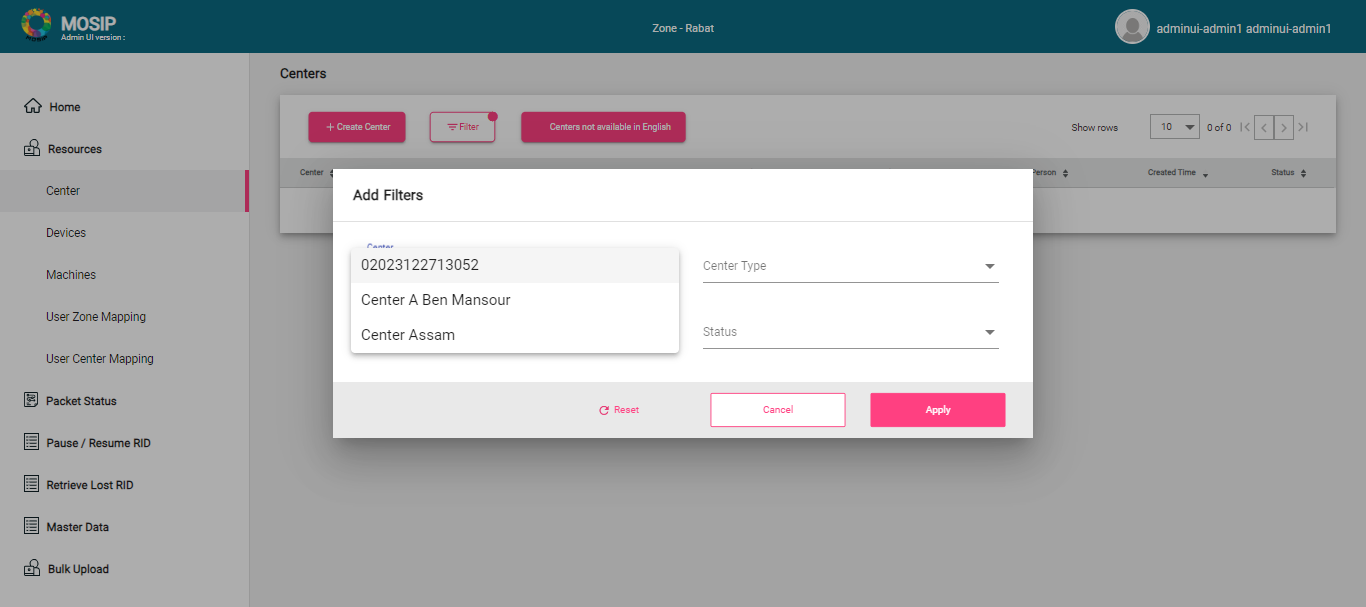 MOSIP
Admin UI version :
Zone - Rabat
adminui-admin1 adminui-admin1
Home
Resources
Center
Devices
Machines
User Zone Mapping
User Center Mapping
Packet Status
Pause / Resume RID
Retrieve Lost RID
Master Data
Bulk Upload
Centers
+ Create Center
Filter
Centers not available in English
Show rows
10
0 of 0
Center
Person
Created Time
Status
Add Filters
Center
02023122713052
Center A Ben Mansour
Center Assam
Center Type
Status
Reset
Cancel
Apply